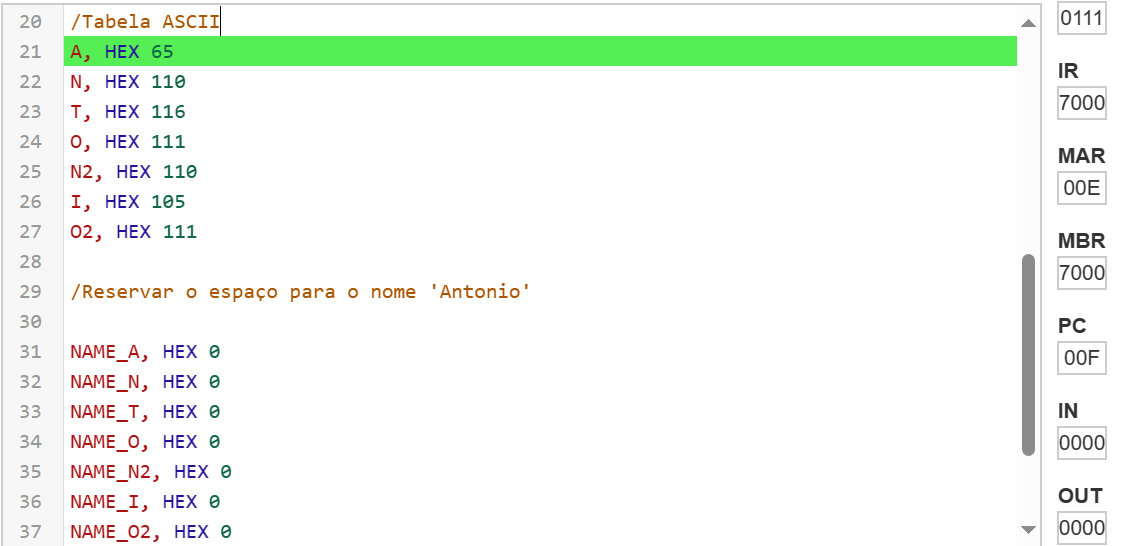 20 /Tabela ASCII
21 A, HEX 65
22 N, HEX 110
23 T, HEX 116
24 O, HEX 111
25 N2, HEX 110
26 I, HEX 105
27 O2, HEX 111
28
29 /Reservar o espaço para o nome 'Antonio'
30
31 NAME_A, HEX 0
32 NAME_N, HEX 0
33 NAME_T, HEX 0
34 NAME_O, HEX 0
35 NAME_N2, HEX 0
36 NAME_I, HEX 0
37 NAME_O2, HEX 0
0111
IR
7000
MAR
00E
MBR
7000
PC
00F
IN
0000
OUT
0000